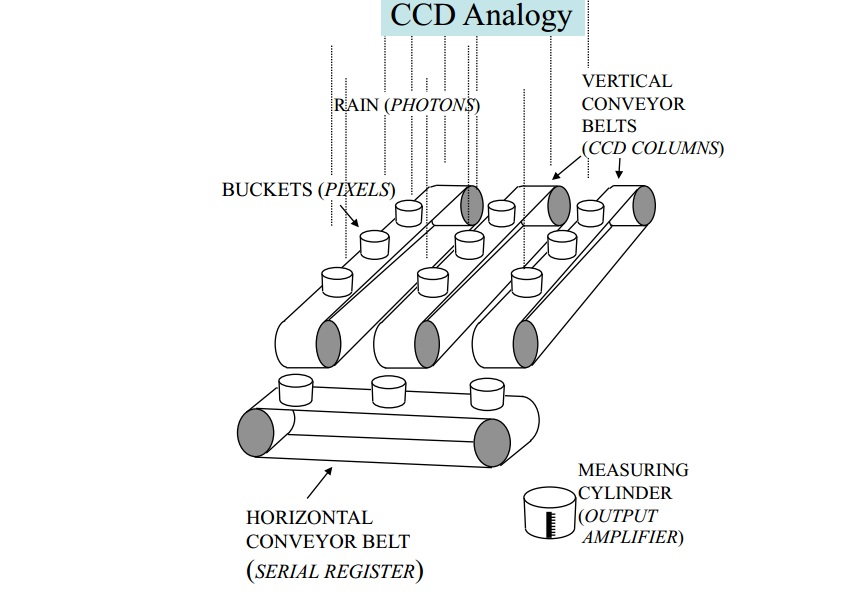 CCD Analogy
RAIN (PHOTONS)
VERTICAL
CONVEYOR
BELTS
(CCD COLUMNS)
BUCKETS (PIXELS)
MEASURING
CYLINDER
(OUTPUT
AMPLIFIER)
HORIZONTAL
CONVEYOR BELT
(SERIAL REGISTER)